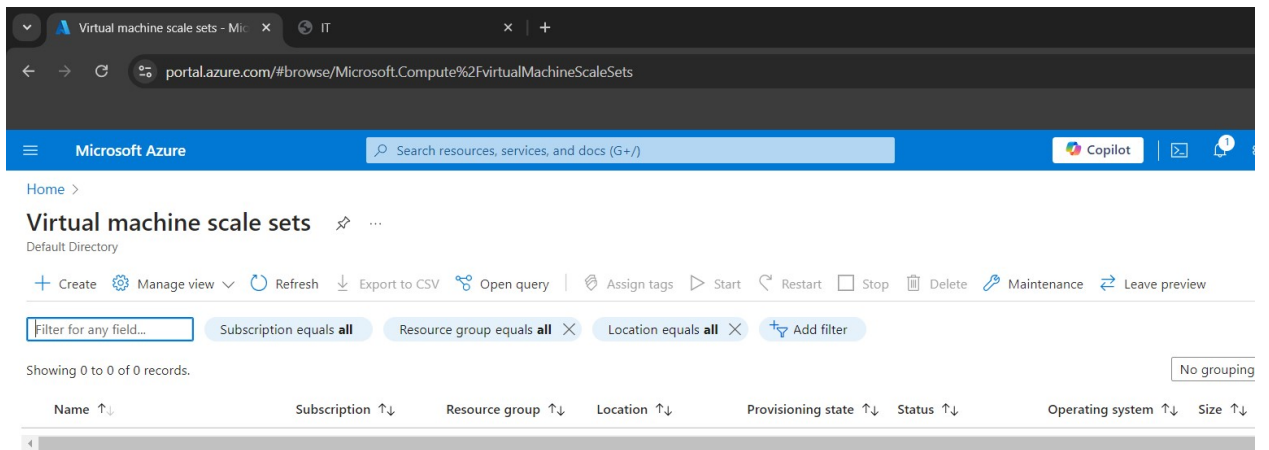 Virtual machine scale sets - Mic
IT
portal.azure.com/#browse/Microsoft.Compute%2FvirtualMachineScaleSets
Microsoft Azure
Search resources, services, and docs (G+/)
Copilot
1
Home >
Virtual machine scale sets
Default Directory
Create Manage view Refresh Export to CSV Open query Assign tags Start Restart Stop Delete Maintenance Leave preview
Filter for any field... Subscription equals all Resource group equals all Location equals all Add filter
Showing 0 to 0 of 0 records.
No grouping
Name Subscription Resource group Location Provisioning state Status Operating system Size